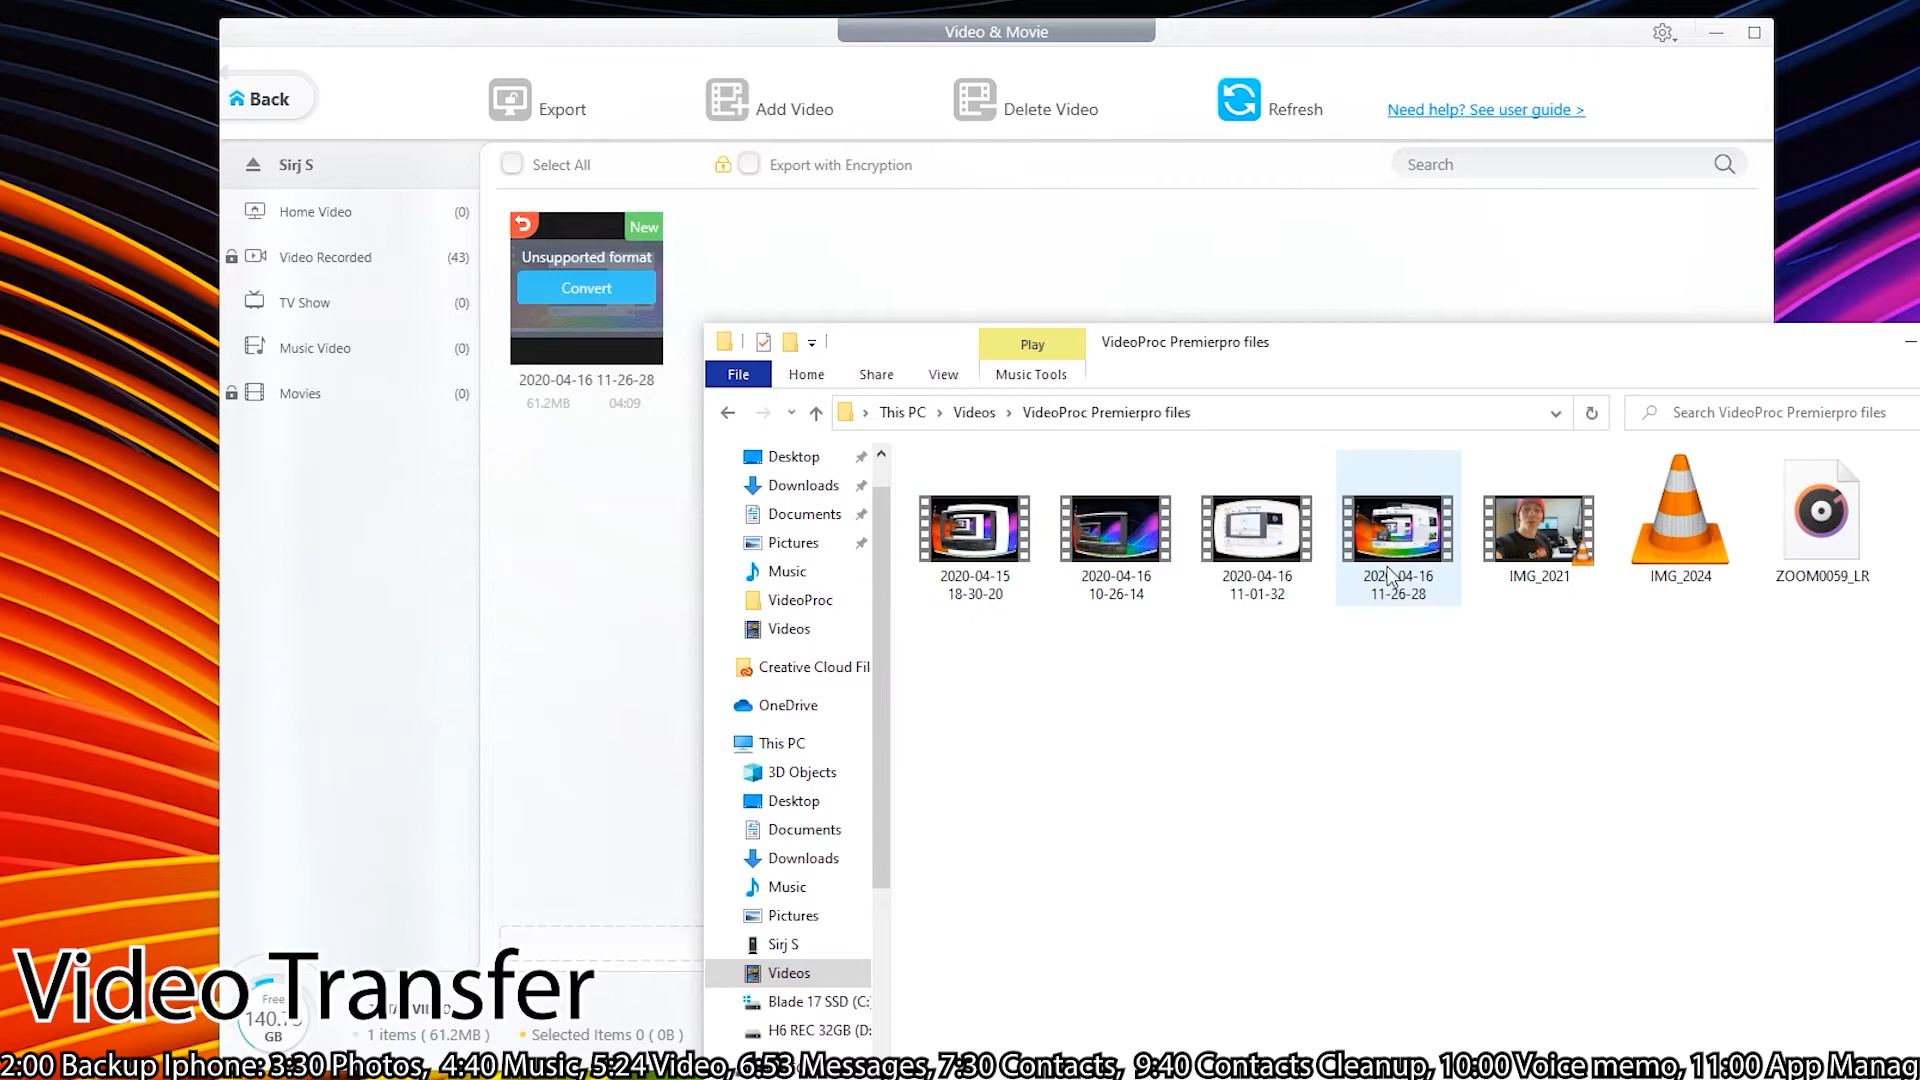 Video & Movie
Back
Export
Add Video
Delete Video
Refresh
Need help? See user guide >
Sirj S
Select All
Export with Encryption
Search
Home Video (0)
Video Recorded (43)
TV Show (0)
Music Video (0)
Movies (0)
New
Unsupported format
Convert
2020-04-16 11-26-28
61.2MB 04:09
Play
VideoProc Premierpro files
File Home Share View Music Tools
This PC > Videos > VideoProc Premierpro files
Search VideoProc Premierpro files
Desktop
Downloads
Documents
Pictures
Music
VideoProc
Videos
Creative Cloud Fil
OneDrive
This PC
3D Objects
Desktop
Documents
Downloads
Music
Pictures
Sirj S
Videos
Blade 17 SSD (C:
H6 REC 32GB (D:
2020-04-15
18-30-20
2020-04-16
10-26-14
2020-04-16
11-01-32
2020-04-16
11-26-28
IMG_2021
IMG_2024
ZOOM0059_LR
Video Transfer
Free
GB
1 items ( 61.2MB )
Selected Items 0 ( 0B )
2:00 Backup Iphone: 3:30 Photos, 4:40 Music, 5:24 Video, 6:53 Messages, 7:30 Contacts, 9:40 Contacts Cleanup, 10:00 Voice memo, 11:00 App Manag